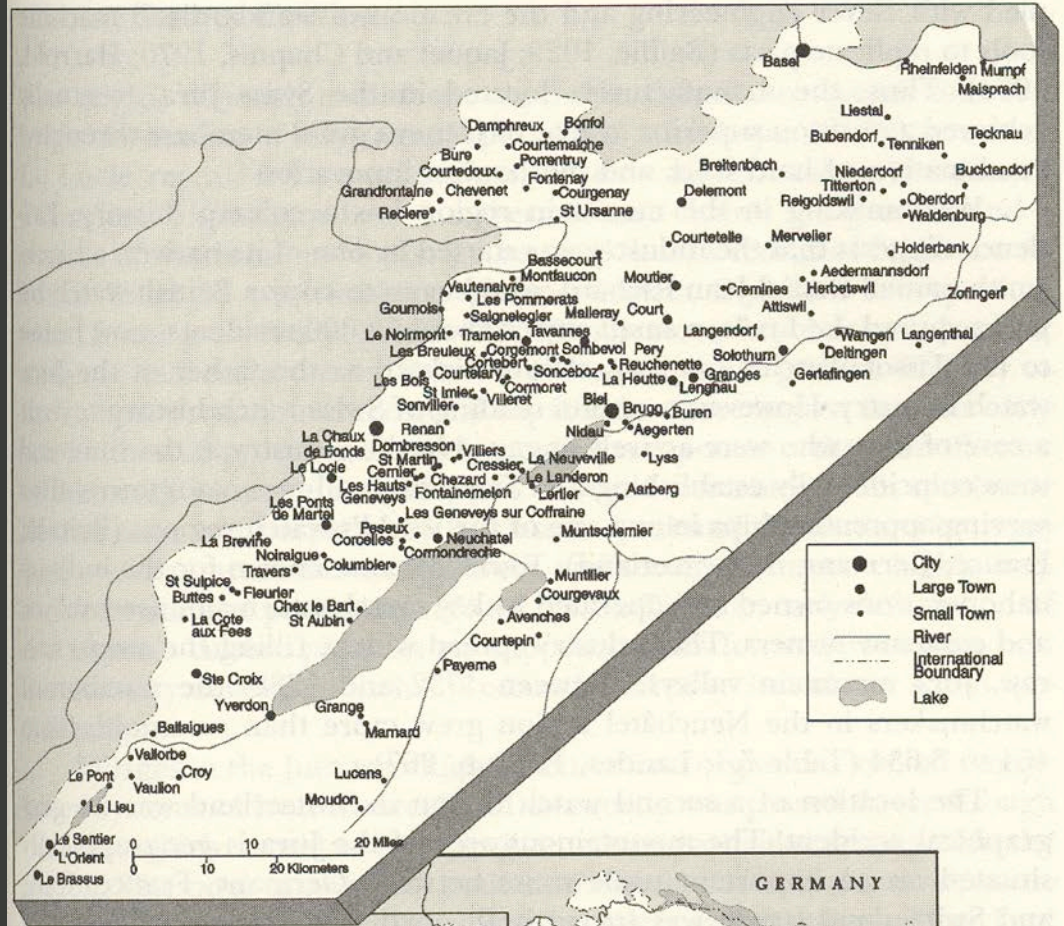 Basel
Rheinfelden
Mumpf
Maisprach
Liestal
Bubendorf
Tenniken
Tecknau
Damphreux
Bonfol
Courtemaiche
Bure
Porrentruy
Courtedoux
Fontenay
Breitenbach
Niederdorf
Buckendorf
Grandfontaine
Chevenet
Courgenay
Delemont
Titterton
Oberdorf
Reclere
St Ursanne
Reigoldswil
Waldenburg
Courtetelle
Mervelier
Holderbank
Bassecourt
Montfaucon
Moutier
Aedermannsdorf
Vautenaivre
Cremines
Herbetswil
Zofingerf
Les Pommerats
Goumois
Saignelegier
Malleray
Court
Attiswil
Le Noirmont
Tramelon
Tavannes
Langendorf
Wangen
Langenthal
Les Breuleux
Corgemont
Sombevol
Pery
Solothurn
Deltingen
Cortebert
Reuchenette
Courtelary
Sonceboz
Granges
Gerlafingen
Les Bois
Cormoret
La Heutte
Lenghau
St Imier
Villeret
Sonvilier
Biel
Brugg
Buren
Renan
Nidau
Aegerten
La Chaux
de Fonds
Dombresson
Villiers
La Neuveville
Lysa
Le Locle
St Martin
Cressier
Cernier
Chezard
Le Landeron
Les Hauts
Geneveys
Fontainemelon
Lertier
Aarberg
Les Ponts
de Martel
Les Geneveys sur Coffraine
Peseux
Neuchatel
Muntschemier
La Brevine
Corcelles
Cormondreche
Noiraigue
Travers
Columbier
Muntilier
St Sulpice
Fleurier
Buttes
Chex le Bart
Courgevaux
La Cote
aux Fees
St Aubin
Avenches
Courtepin
Payerne
Ste Croix
Yverdon
Grange
Marnard
Ballaigues
Vallorbe
Le Pont
Croy
Vaulion
Lucens
Le Lieu
Moudon
Le Sentier
L'Orient
Le Brassus
0 10 20 Miles
0 20 Kilometers
City
Large Town
Small Town
River
International
Boundary
Lake
GERMANY